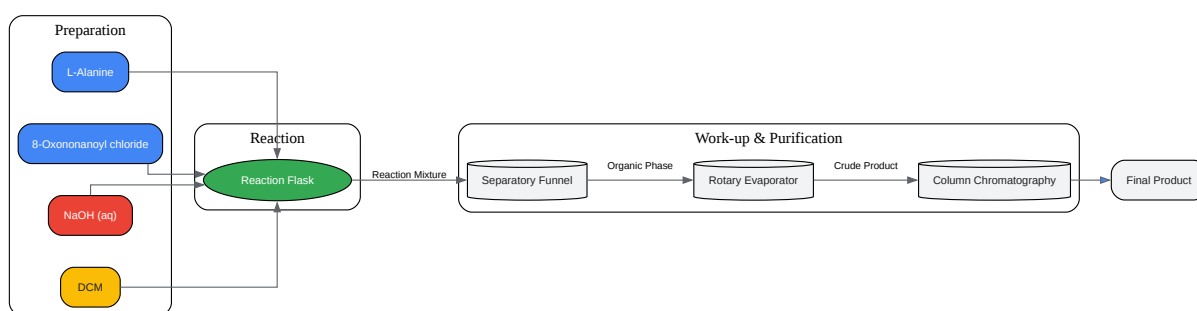 Preparation
L-Alanine
8-Oxononanoyl chloride
NaOH (aq)
DCM
Reaction
Reaction Flask
Reaction Mixture
Work-up & Purification
Separatory Funnel
Organic Phase
Rotary Evaporator
Crude Product
Column Chromatography
Final Product